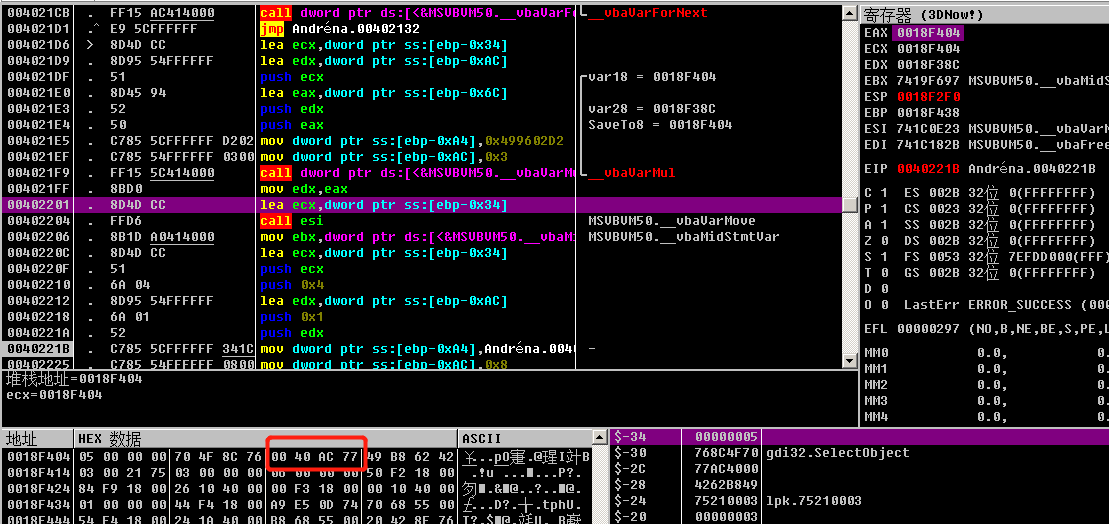 004021CB . FF15 AC414000 call dword ptr ds:[<&MSVBVM50.__vbaVarFo __vbaVarForNext
004021D1 .^ E9 5CFFFFFF jmp Andréna.00402132
004021D6 > 8D4D CC lea ecx,dword ptr ss:[ebp-0x34]
004021D9 . 8D95 54FFFFFF lea edx,dword ptr ss:[ebp-0xAC]
004021DF . 51 push ecx var18 = 0018F404
004021E0 . 8D45 94 lea eax,dword ptr ss:[ebp-0x6C]
004021E3 . 52 push edx var28 = 0018F38C
004021E4 . 50 push eax SaveTo8 = 0018F404
004021E5 . C785 5CFFFFFF D202 mov dword ptr ss:[ebp-0xA4],0x499602D2
004021EF . C785 54FFFFFF 0300 mov dword ptr ss:[ebp-0xAC],0x3
004021F9 . FF15 5C414000 call dword ptr ds:[<&MSVBVM50.__vbaVarMu __vbaVarMul
004021FF . 8BD0 mov edx,eax
00402201 . 8D4D CC lea ecx,dword ptr ss:[ebp-0x34]
00402204 . FFD6 call esi MSVBVM50.__vbaVarMove
00402206 . 8B1D A0414000 mov ebx,dword ptr ds:[<&MSVBVM50.__vbaMi MSVBVM50.__vbaMidStmtVar
0040220C . 8D4D CC lea ecx,dword ptr ss:[ebp-0x34]
0040220F . 51 push ecx
00402210 . 6A 04 push 0x4
00402212 . 8D95 54FFFFFF lea edx,dword ptr ss:[ebp-0xAC]
00402218 . 6A 01 push 0x1
0040221A . 52 push edx
0040221B . C785 5CFFFFFF 341C mov dword ptr ss:[ebp-0xA4],Andréna.0040 -
00402225 . C785 54FFFFFF 0800 mov dword ptr ss:[ebp-0xAC],0x8
堆栈地址=0018F404
ecx=0018F404
寄存器 (3DNow!)
EAX 0018F404
ECX 0018F404
EDX 0018F38C
EBX 7419F697 MSVBVM50.__vbaMidS
ESP 0018F2F0
EBP 0018F438
ESI 741C0E23 MSVBVM50.__vbaVarM
EDI 741C182B MSVBVM50.__vbaFree
EIP 0040221B Andréna.0040221B
C 1 ES 002B 32位 0(FFFFFFFF)
P 1 CS 0023 32位 0(FFFFFFFF)
A 1 SS 002B 32位 0(FFFFFFFF)
Z 0 DS 002B 32位 0(FFFFFFFF)
S 1 FS 0053 32位 7EFDD000(FFF)
T 0 GS 002B 32位 0(FFFFFFFF)
D 0
O 0 LastErr ERROR_SUCCESS (000
EFL 00000297 (NO,B,NE,BE,S,PE,L
MM0 0.0, 0.
MM1 0.0, 0.
MM2 0.0, 0.
MM3 0.0, 0.
MM4 0.0, 0.
地址 HEX 数据 ASCII
0018F404 05 00 00 00 70 4F 8C 76 00 40 AC 77 49 B8 62 42
0018F414 03 00 21 75 03 00 00 00 00 00 00 00 50 F2 18 00
0018F424 84 F9 18 00 26 10 40 00 00 F3 18 00 00 10 40 00
0018F434 01 00 00 00 44 F4 18 00 A9 E5 0D 74 70 68 55 00
$-34 00000005
$-30 768C4F70 gdi32.SelectObject
$-2C 77AC4000
$-28 4262B849
$-24 75210003 lpk.75210003
$-20 00000003